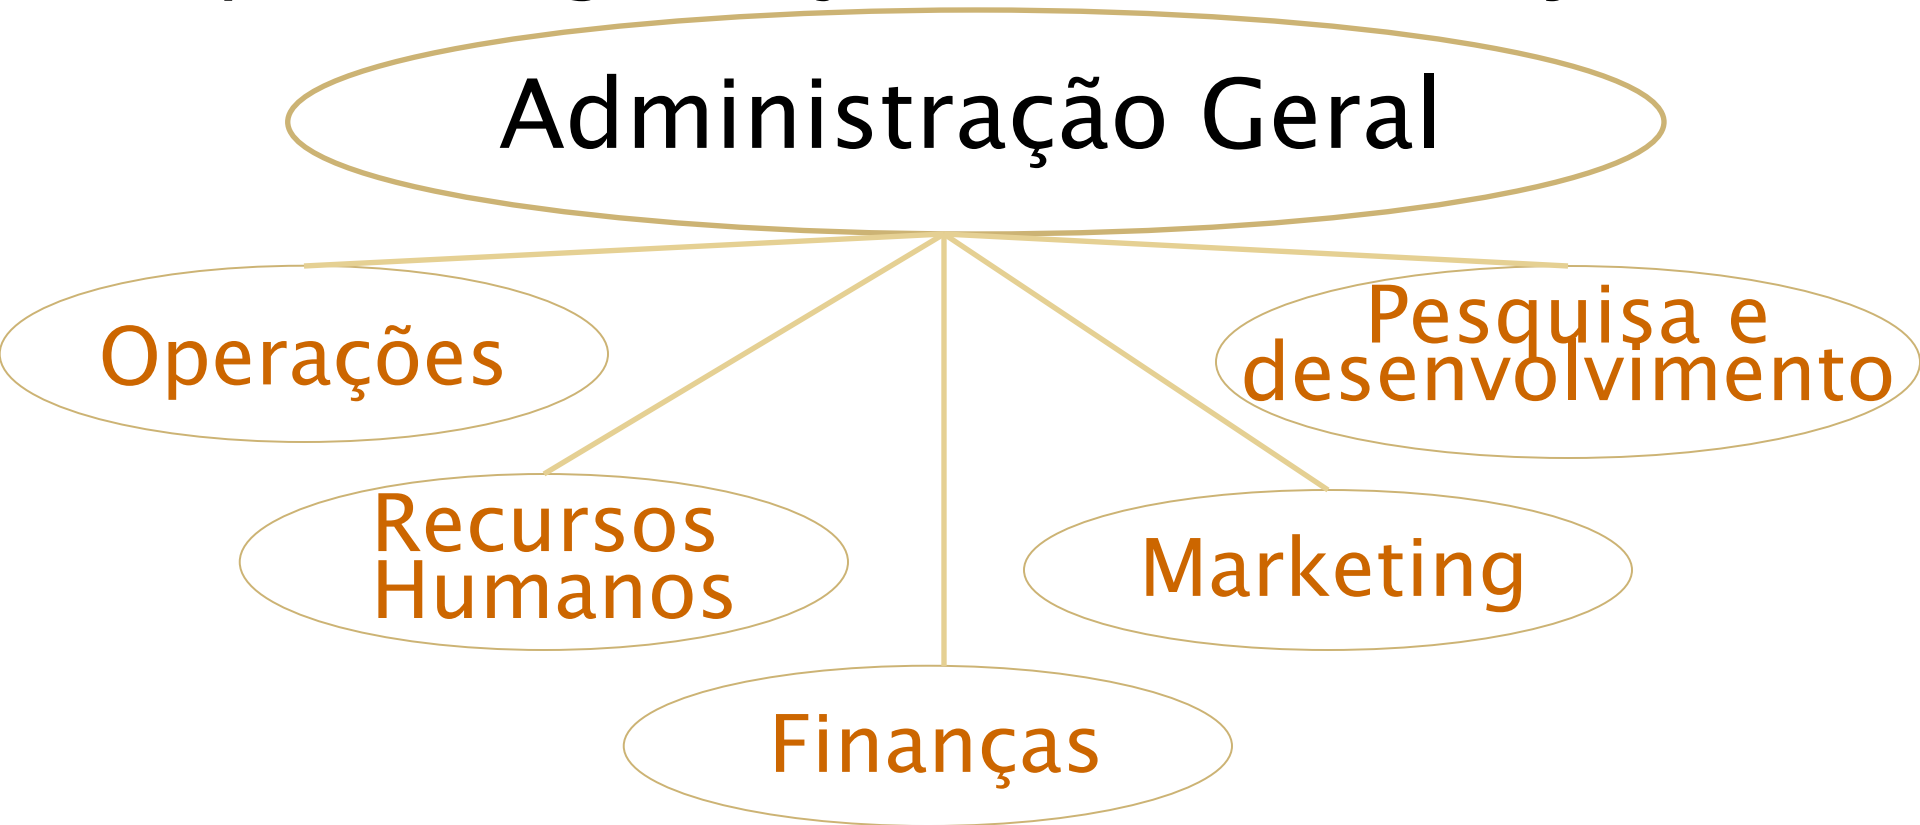 Administração Geral
Operações
Pesquisa e
desenvolvimento
Recursos
Humanos
Marketing
Finanças